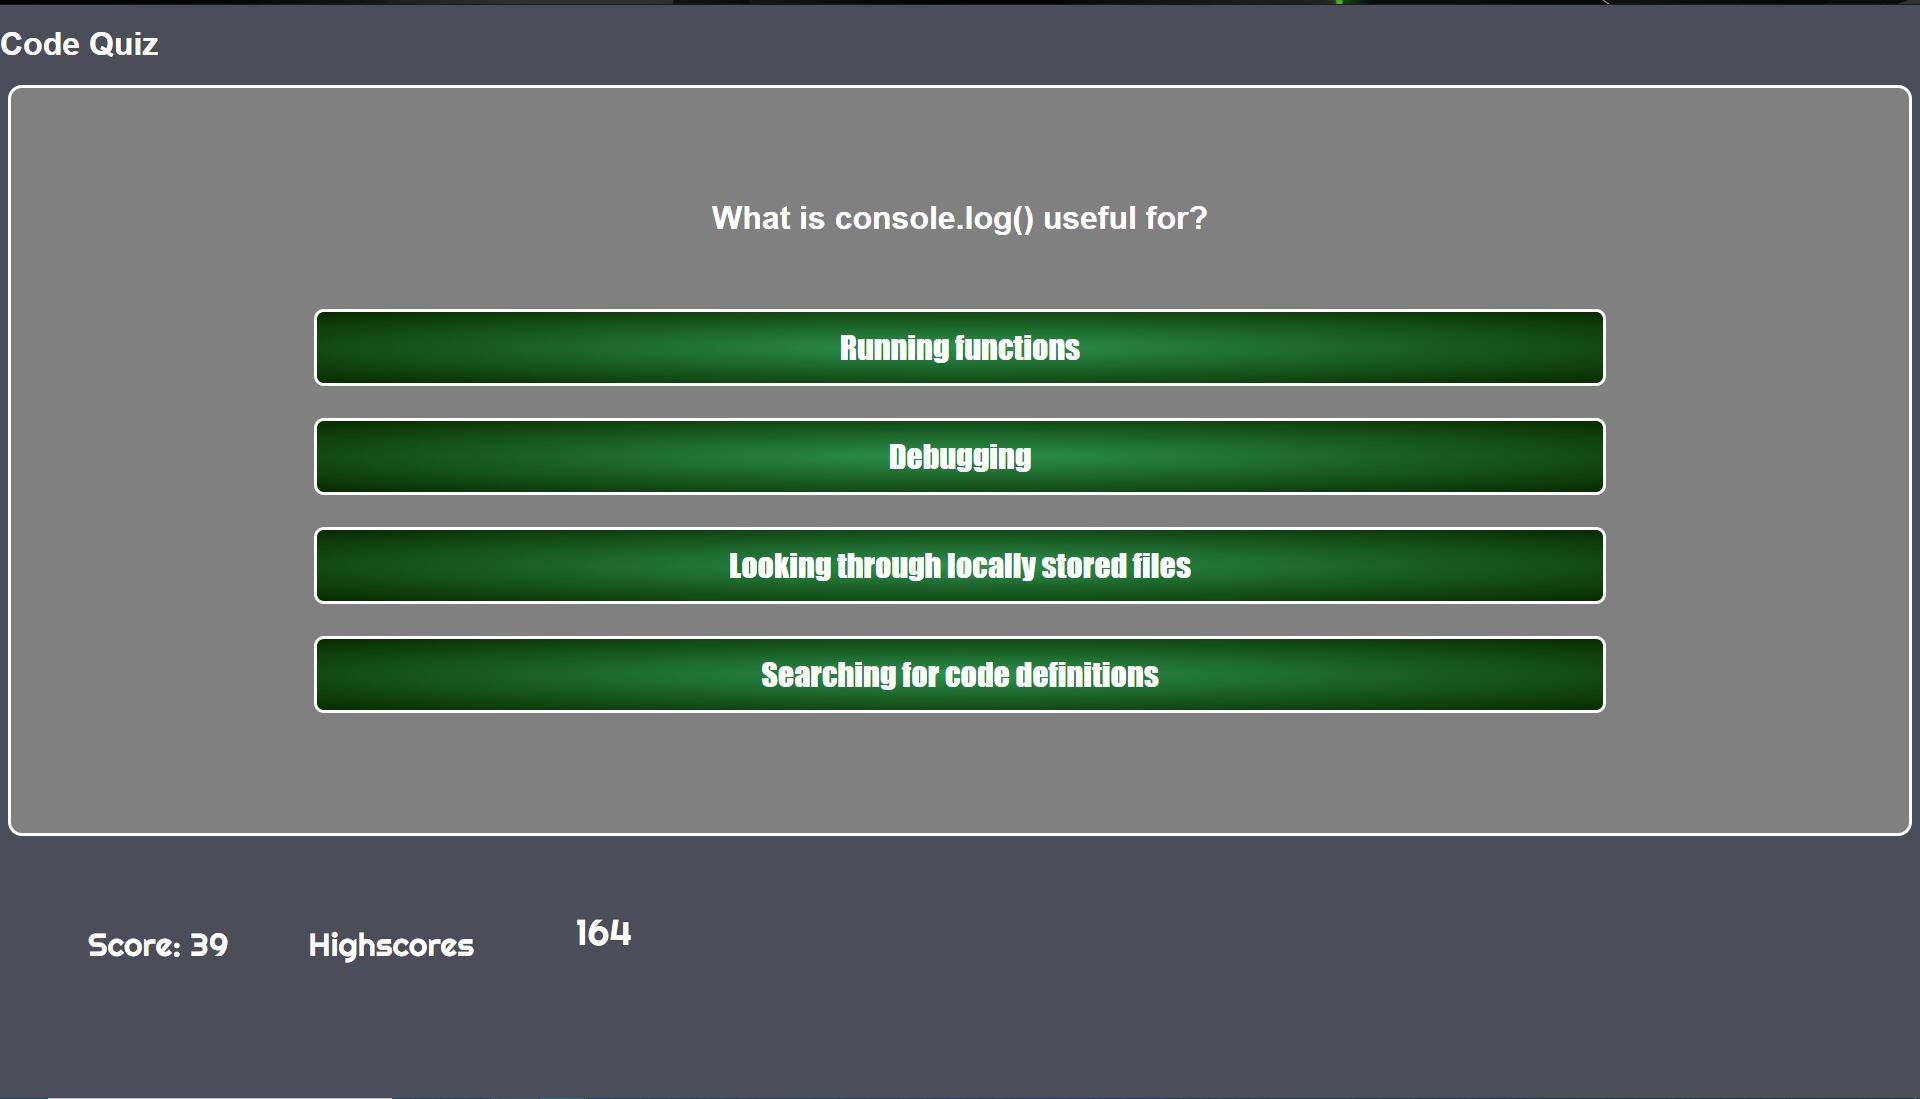 Code Quiz
What is console.log() useful for?
Running functions
Debugging
Looking through locally stored files
Searching for code definitions
Score: 39 Highscores 164